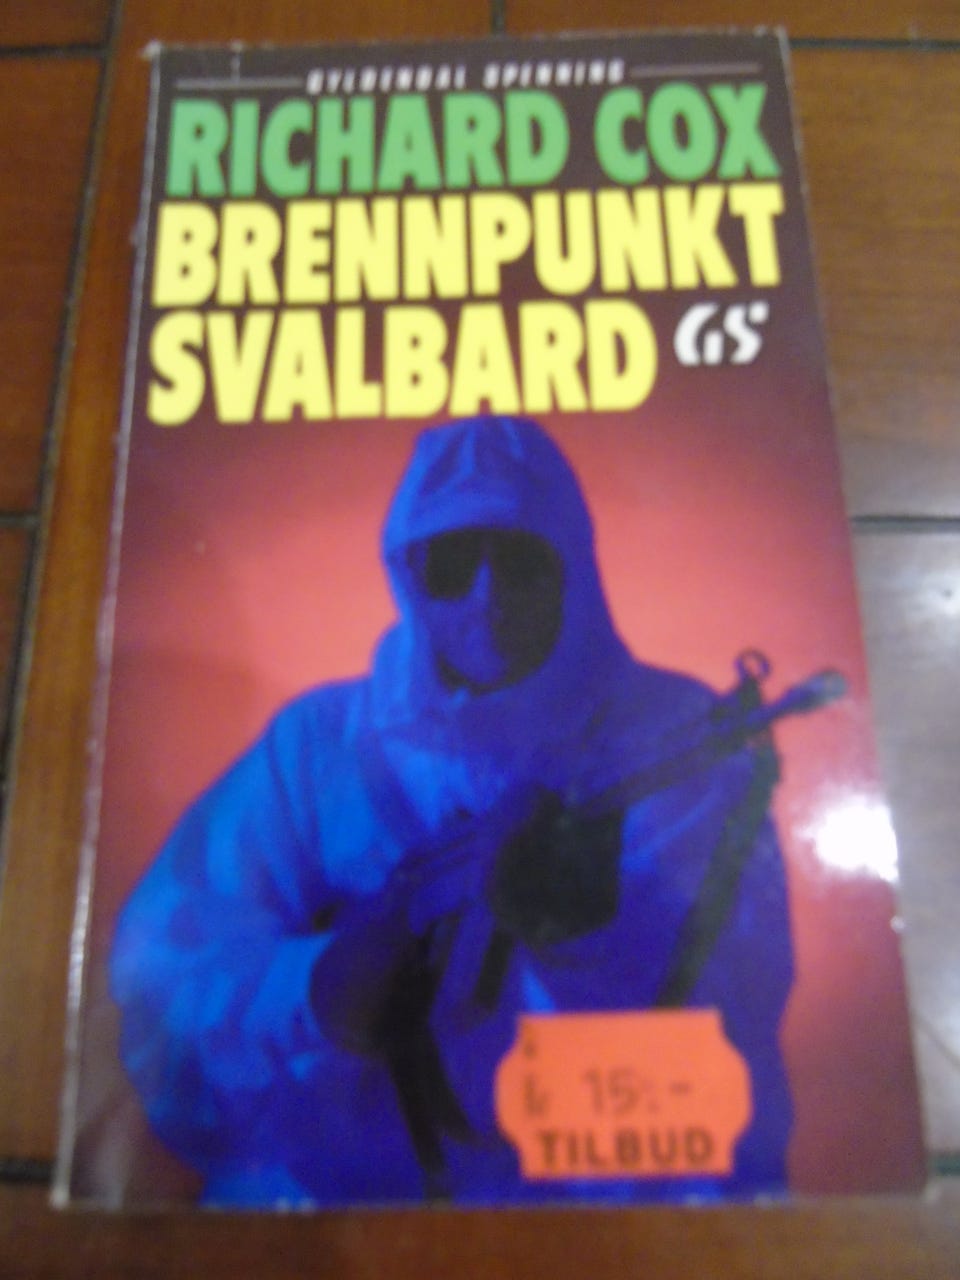 GYLDENDAL SPENNING
RICHARD COX
BRENNPUNKT
SVALBARD
GS
15:-
TILBUD